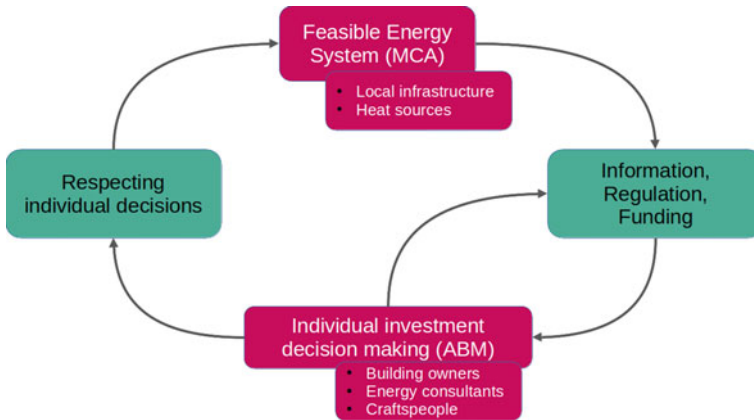 Feasible Energy
System (MCA)
• Local infrastructure
• Heat sources
Respecting
individual decisions
Information,
Regulation,
Funding
Individual investment
decision making (ABM)
• Building owners
• Energy consultants
• Craftspeople